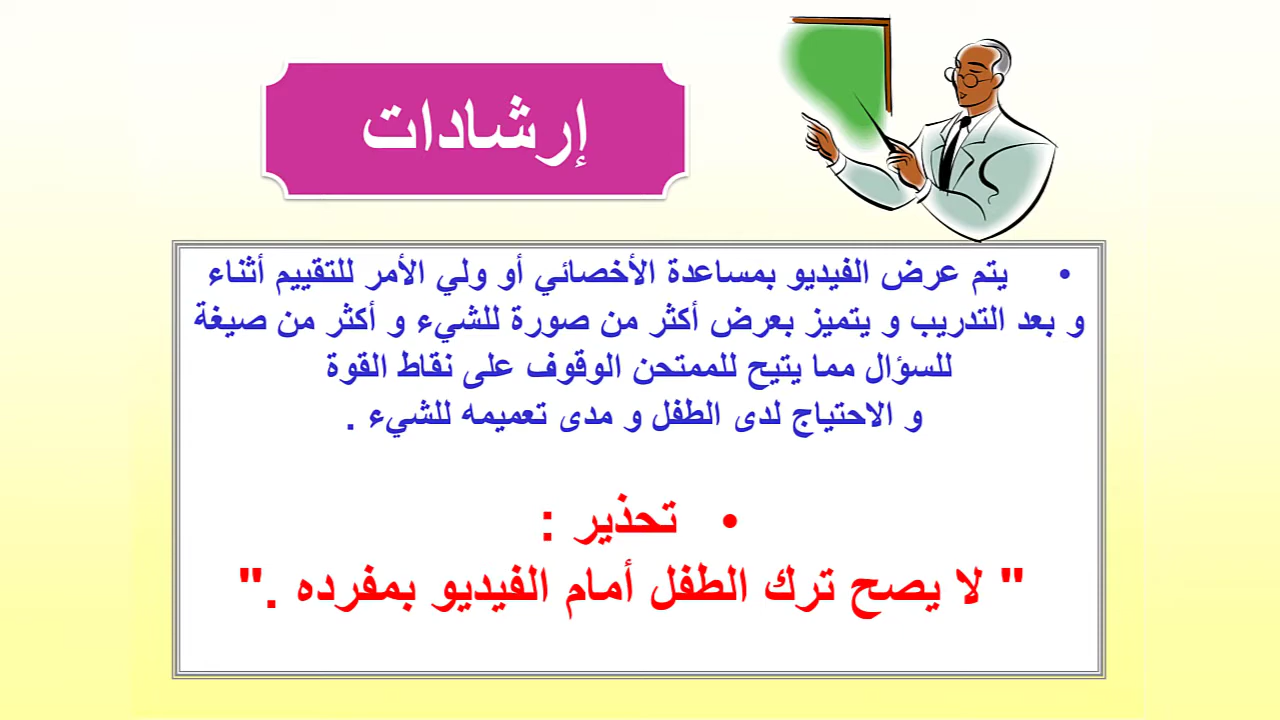 إرشادات
• يتم عرض الفيديو بمساعدة الأخصائي أو ولي الأمر للتقييم أثناء
و بعد التدريب و يتميز بعرض أكثر من صورة للشيء و أكثر من صيغة
للسؤال مما يتيح للممتحن الوقوف على نقاط القوة
و الاحتياج لدى الطفل و مدى تعميمه للشيء .
• تحذير :
" لا يصح ترك الطفل أمام الفيديو بمفرده ."